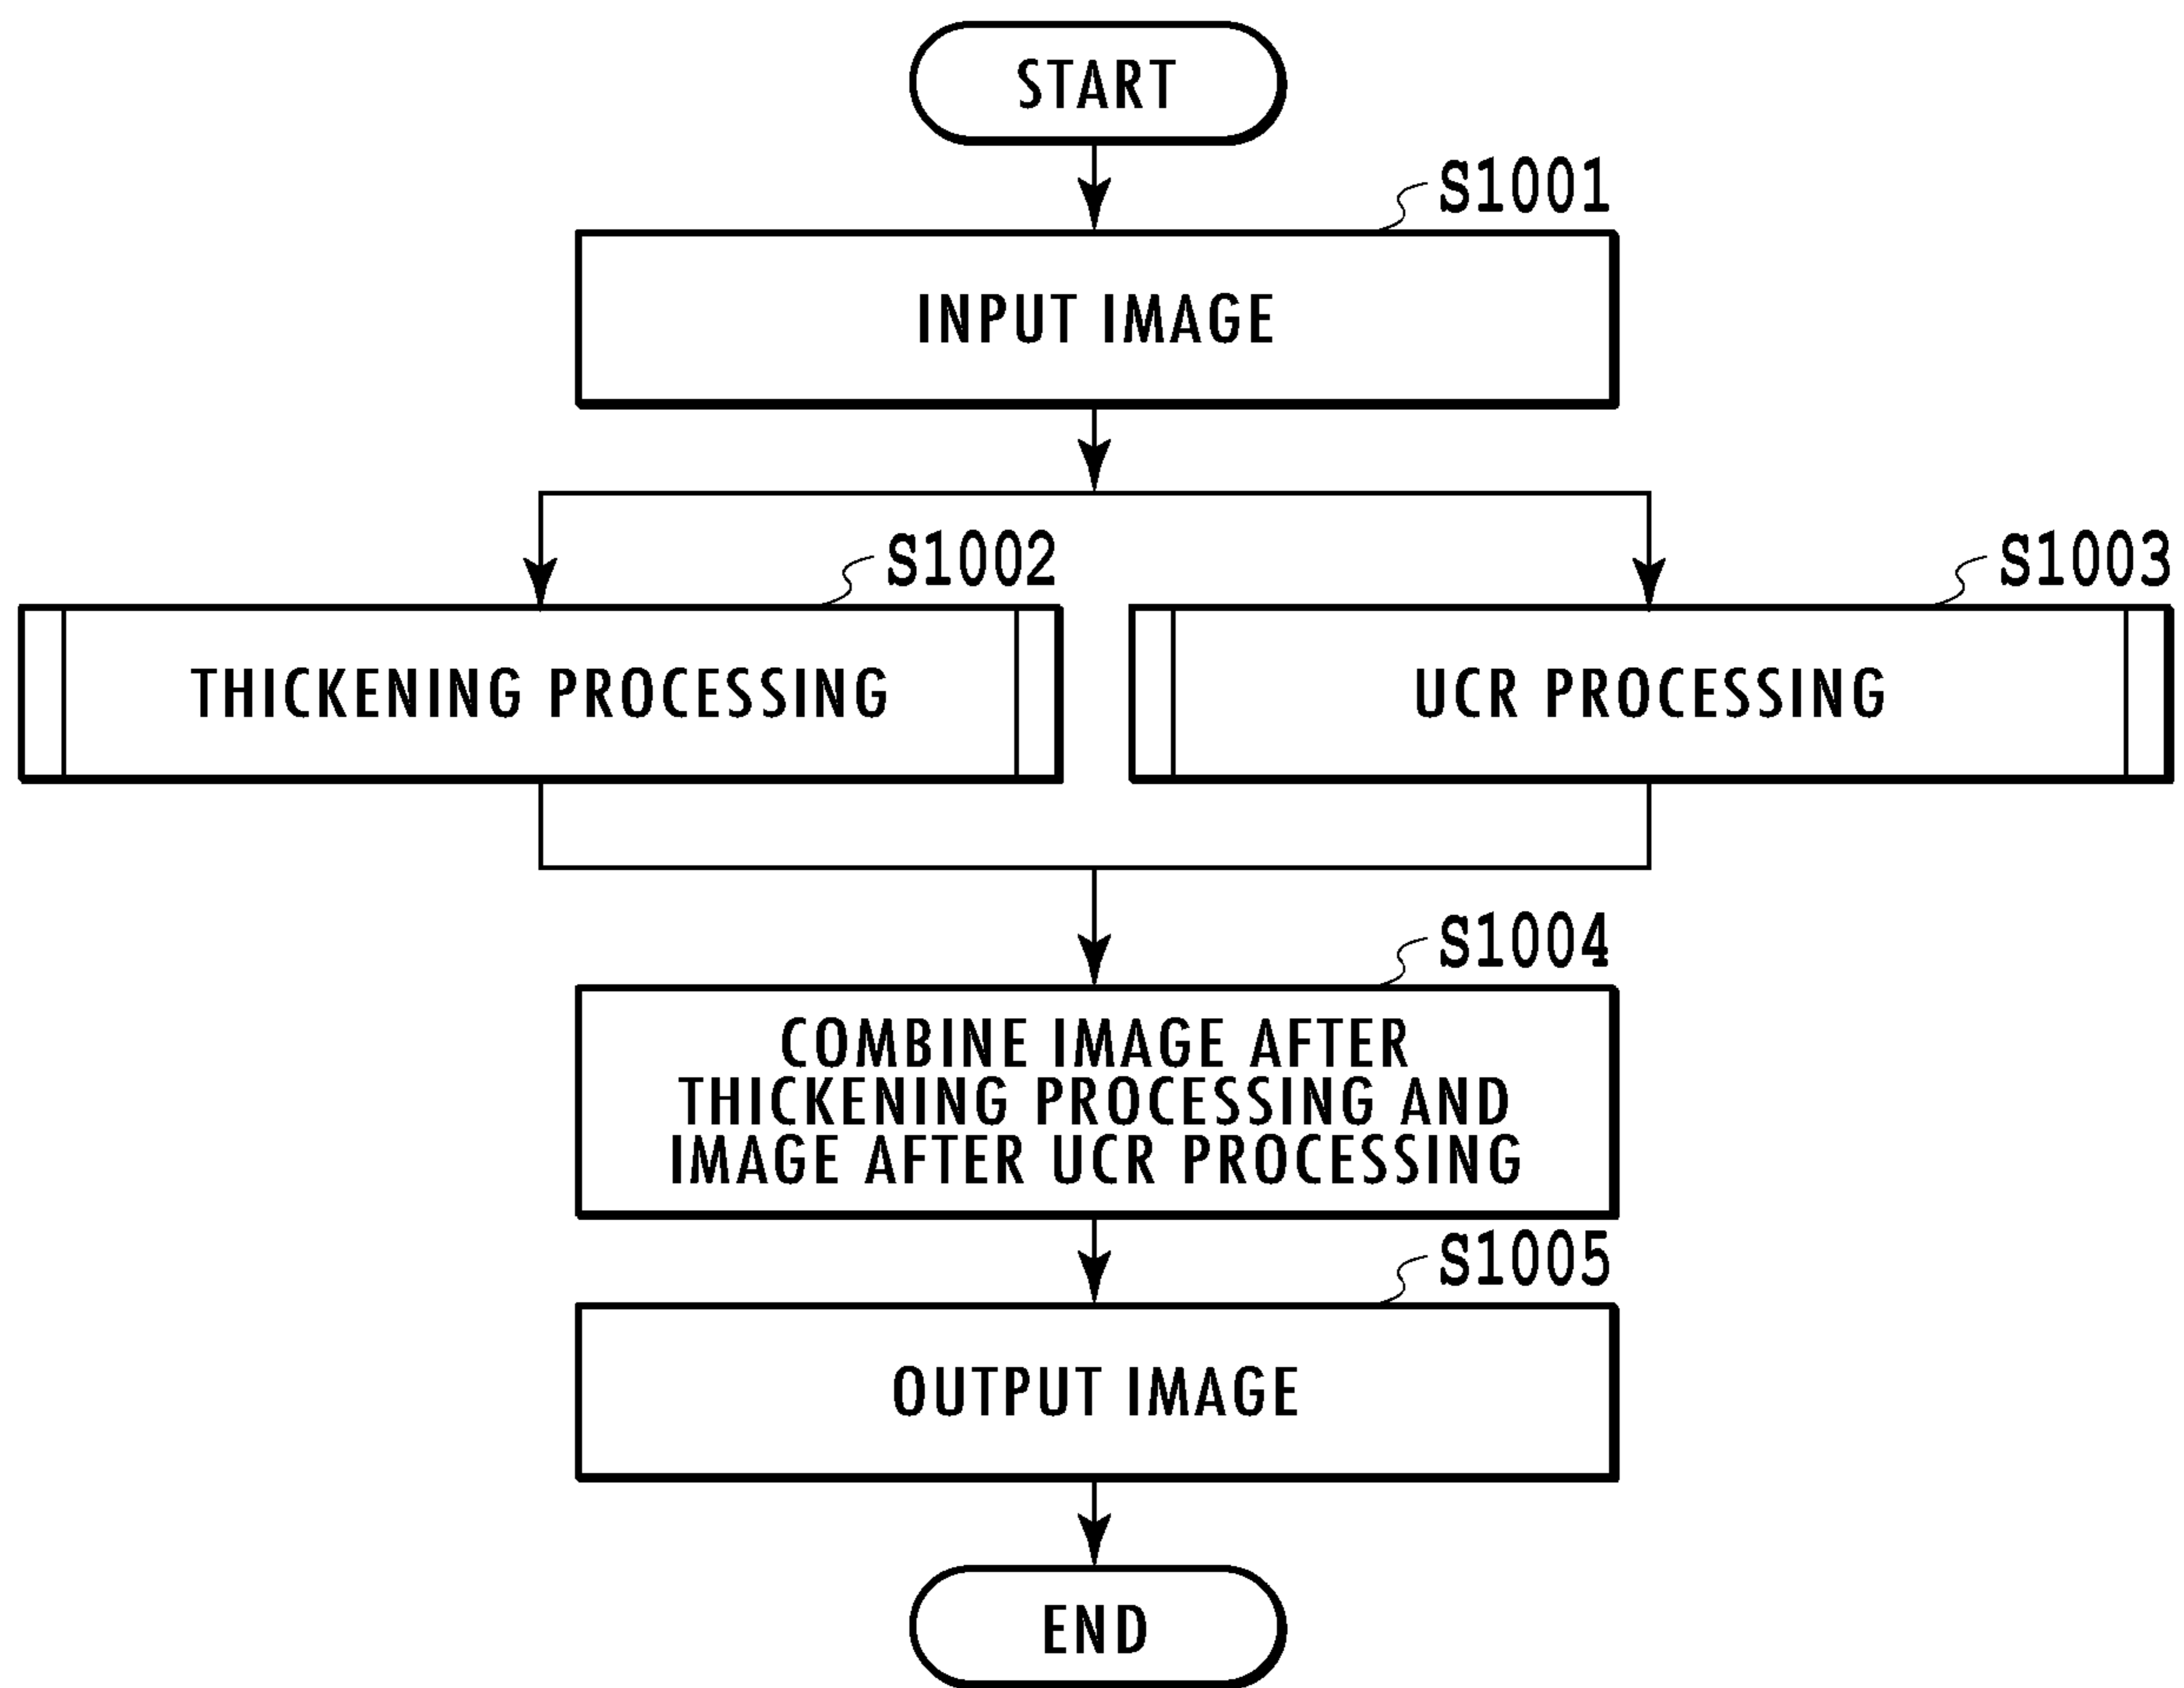 START
S1001
INPUT IMAGE
S1002
S1003
THICKENING PROCESSING
UCR PROCESSING
S1004
COMBINE IMAGE AFTER
THICKENING PROCESSING AND
IMAGE AFTER UCR PROCESSING
S1005
OUTPUT IMAGE
END